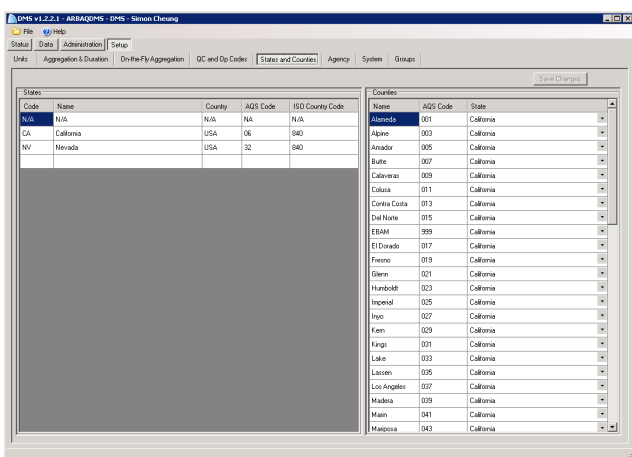 DMS v1.2.2.1 - ARBAQDMS - DMS - Simon Cheung
File Help
Status Data Administration Setup
Units Aggregation & Duration On-the-Fly Aggregation QC and Op Codes States and Counties Agency System Groups
Save Changes
States
Code Name County AQS Code ISO Country Code
N/A N/A N/A NA N/A
CA California USA 06 840
NV Nevada USA 32 840
Counties
Name AQS Code State
Alameda 001 California
Alpine 003 California
Amador 005 California
Butte 007 California
Calaveras 009 California
Colusa 011 California
Contra Costa 013 California
Del Norte 015 California
EBAM 999 California
El Dorado 017 California
Fresno 019 California
Glenn 021 California
Humboldt 023 California
Imperial 025 California
Inyo 027 California
Kern 029 California
Kings 031 California
Lake 033 California
Lassen 035 California
Los Angeles 037 California
Madera 039 California
Marin 041 California
Mariposa 043 California